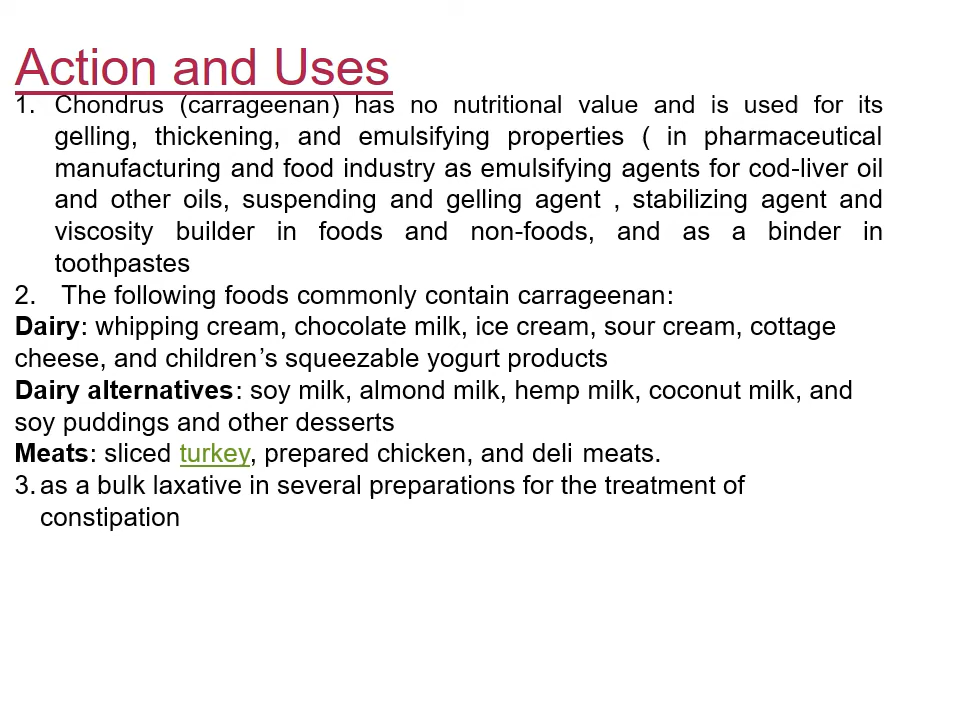 Action and Uses
1. Chondrus (carrageenan) has no nutritional value and is used for its
gelling, thickening, and emulsifying properties ( in pharmaceutical
manufacturing and food industry as emulsifying agents for cod-liver oil
and other oils, suspending and gelling agent , stabilizing agent and
viscosity builder in foods and non-foods, and as a binder in
toothpastes
2. The following foods commonly contain carrageenan:
Dairy: whipping cream, chocolate milk, ice cream, sour cream, cottage
cheese, and children’s squeezable yogurt products
Dairy alternatives: soy milk, almond milk, hemp milk, coconut milk, and
soy puddings and other desserts
Meats: sliced turkey, prepared chicken, and deli meats.
3. as a bulk laxative in several preparations for the treatment of
constipation